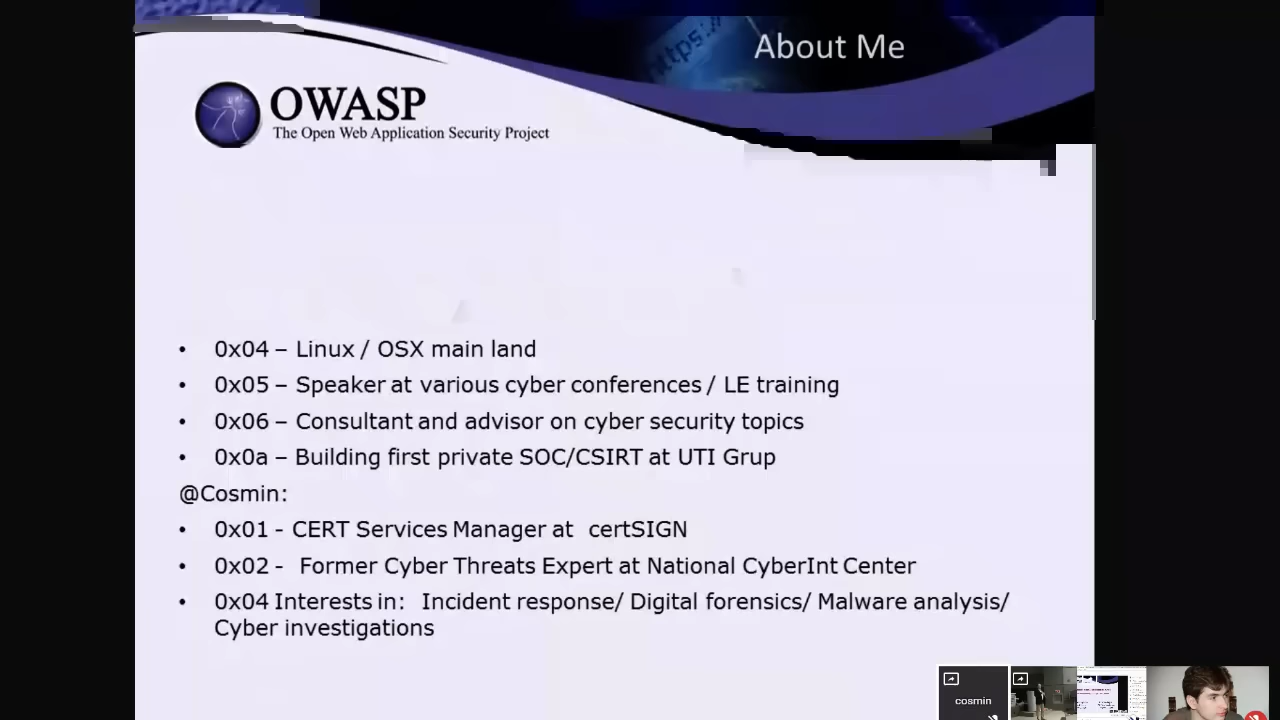 https://
About Me
OWASP
The Open Web Application Security Project
• 0x04 – Linux / OSX main land
• 0x05 – Speaker at various cyber conferences / LE training
• 0x06 – Consultant and advisor on cyber security topics
• 0x0a – Building first private SOC/CSIRT at UTI Grup
@Cosmin:
• 0x01 - CERT Services Manager at certSIGN
• 0x02 - Former Cyber Threats Expert at National CyberInt Center
• 0x04 Interests in: Incident response/ Digital forensics/ Malware analysis/
Cyber investigations
cosmin